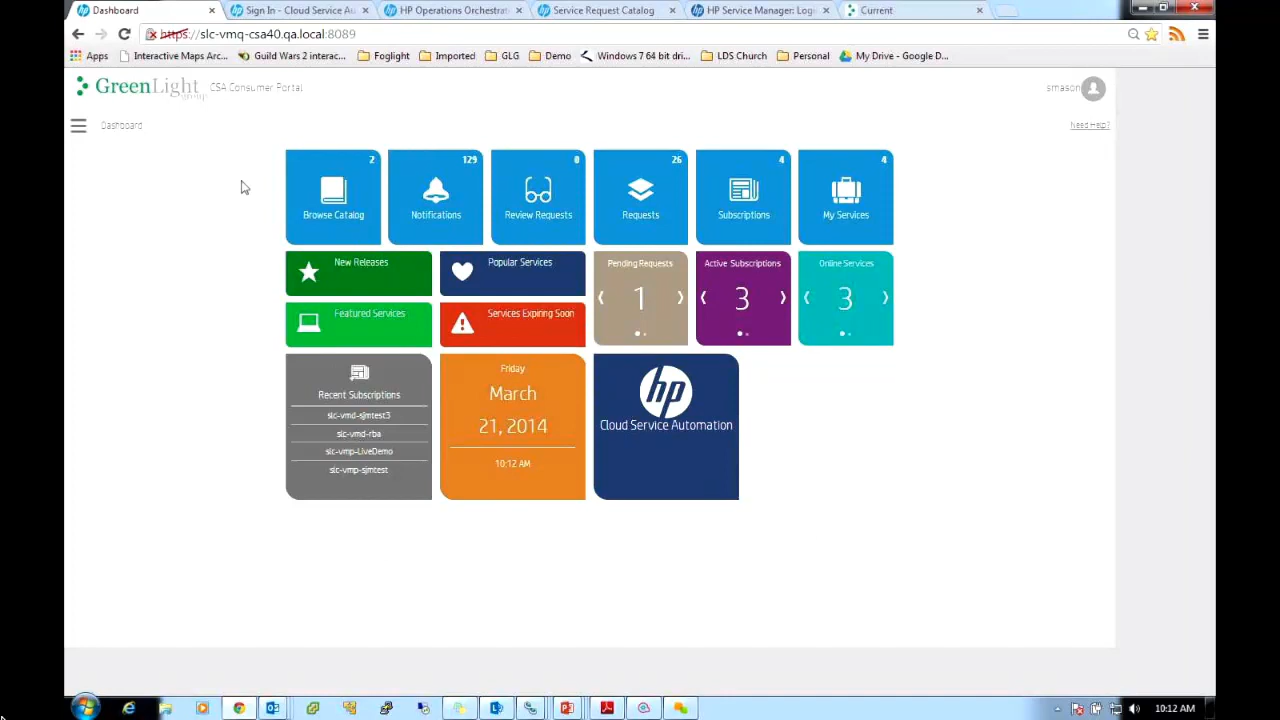 Dashboard
Sign In - Cloud Service Au
HP Operations Orchestrat
Service Request Catalog
HP Service Manager: Log
Current
https://slc-vmq-csa40.qa.local:8089
Apps
Interactive Maps Arc...
Guild Wars 2 interac...
Foglight
Imported
GLG
Demo
Windows 7 64 bit dri...
LDS Church
Personal
My Drive - Google D...
GreenLight
group
CSA Consumer Portal
smason
Dashboard
Need Help?
2
129
0
26
4
4
Browse Catalog
Notifications
Review Requests
Requests
Subscriptions
My Services
New Releases
Popular Services
Pending Requests
Active Subscriptions
Online Services
1
3
3
Featured Services
Services Expiring Soon
Recent Subscriptions
slc-vmd-sjmtest3
slc-vmd-rba
slc-vmp-LiveDemo
slc-vmp-sjmtest
Friday
March
21, 2014
10:12 AM
hp
Cloud Service Automation
10:12 AM